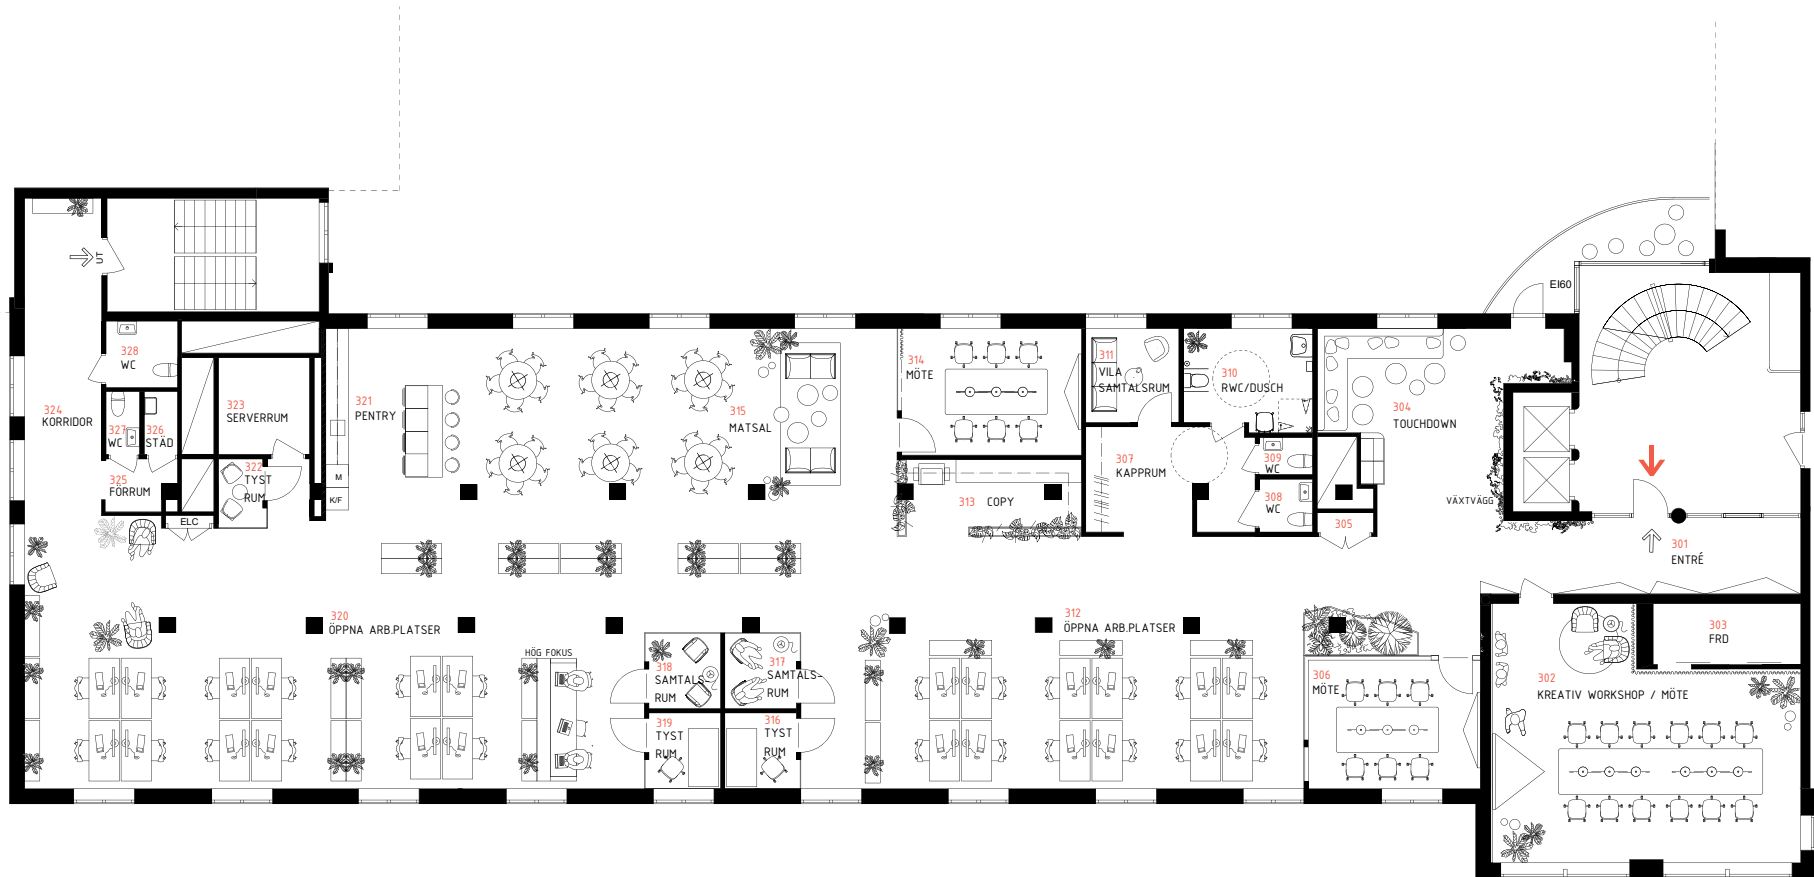 EI60
UT
328
WC
324
KORRIDOR
327
WC
326
STÄD
325
FÖRRUM
323
SERVERRUM
322
TYST
RUM
ELC
321
PENTRY
M
K/F
315
MATSAL
314
MÖTE
313
COPY
311
VILA
SAMTALSRUM
310
RWC/DUSCH
307
KAPPRUM
309
WC
308
WC
304
TOUCHDOWN
305
VÄXTVÄGG
301
ENTRÉ
320
ÖPPNA ARB.PLATSER
312
ÖPPNA ARB.PLATSER
HÖG FOKUS
318
SAMTALS-
RUM
317
SAMTALS-
RUM
319
TYST
RUM
316
TYST
RUM
306
MÖTE
303
FRD
302
KREATIV WORKSHOP / MÖTE